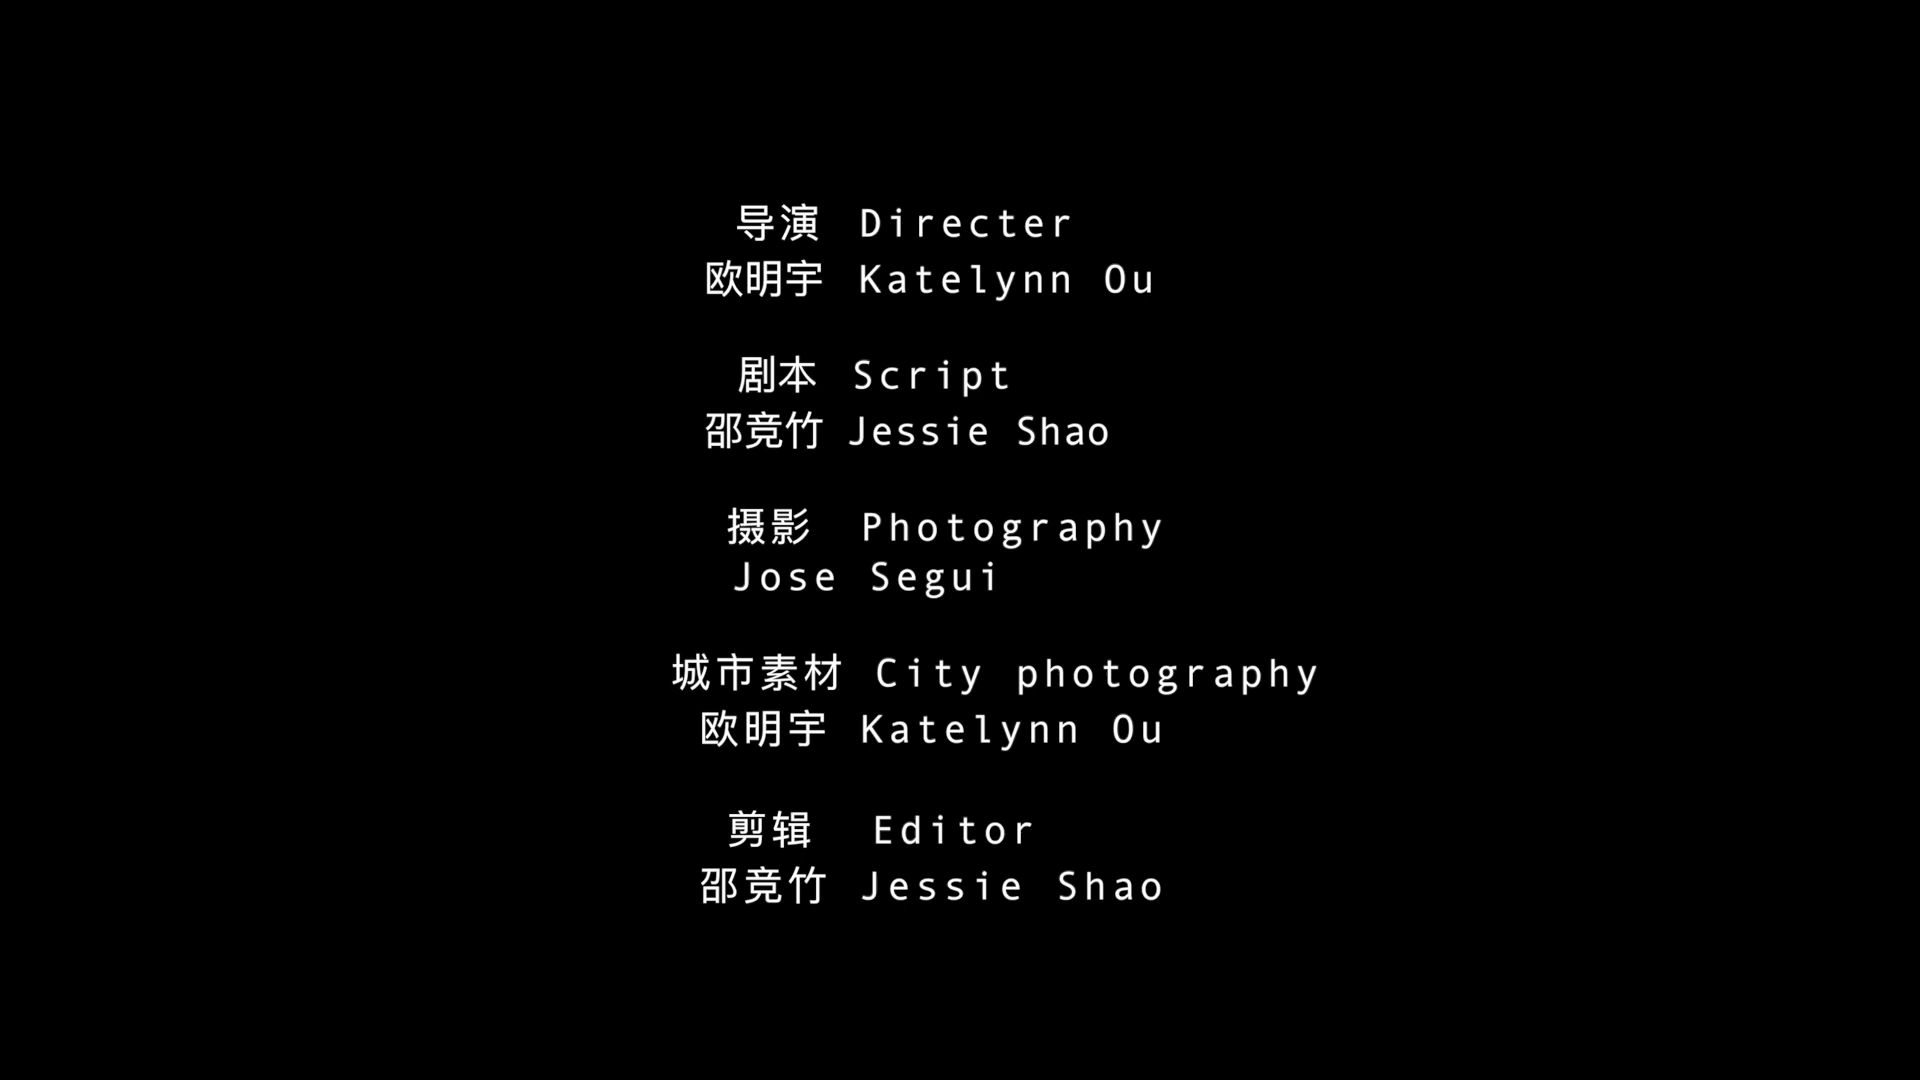 导演 Directer
欧明宇 Katelynn Ou
剧本 Script
邵竞竹 Jessie Shao
摄影 Photography
Jose Segui
城市素材 City photography
欧明宇 Katelynn Ou
剪辑 Editor
邵竞竹 Jessie Shao